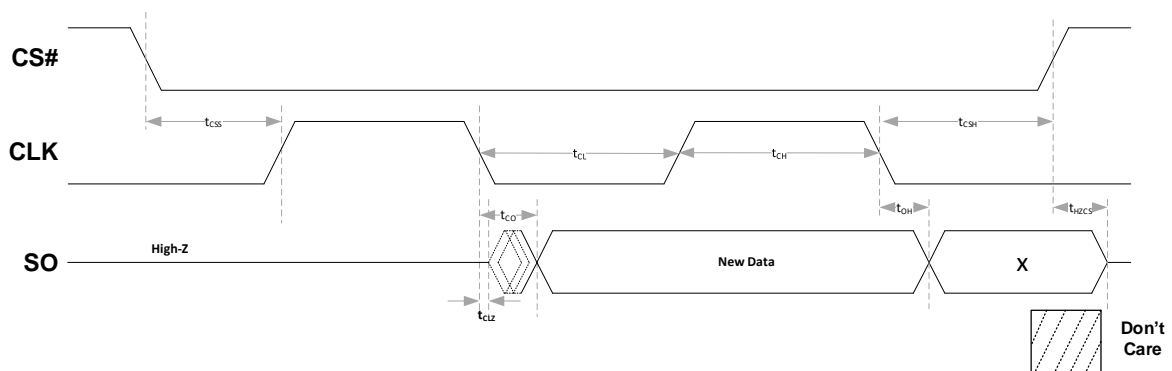 CS#
tCSS
tCSH
CLK
tCL
tCH
tCO
tOH
tHZCS
High-Z
SO
New Data
X
tCLZ
Don't
Care